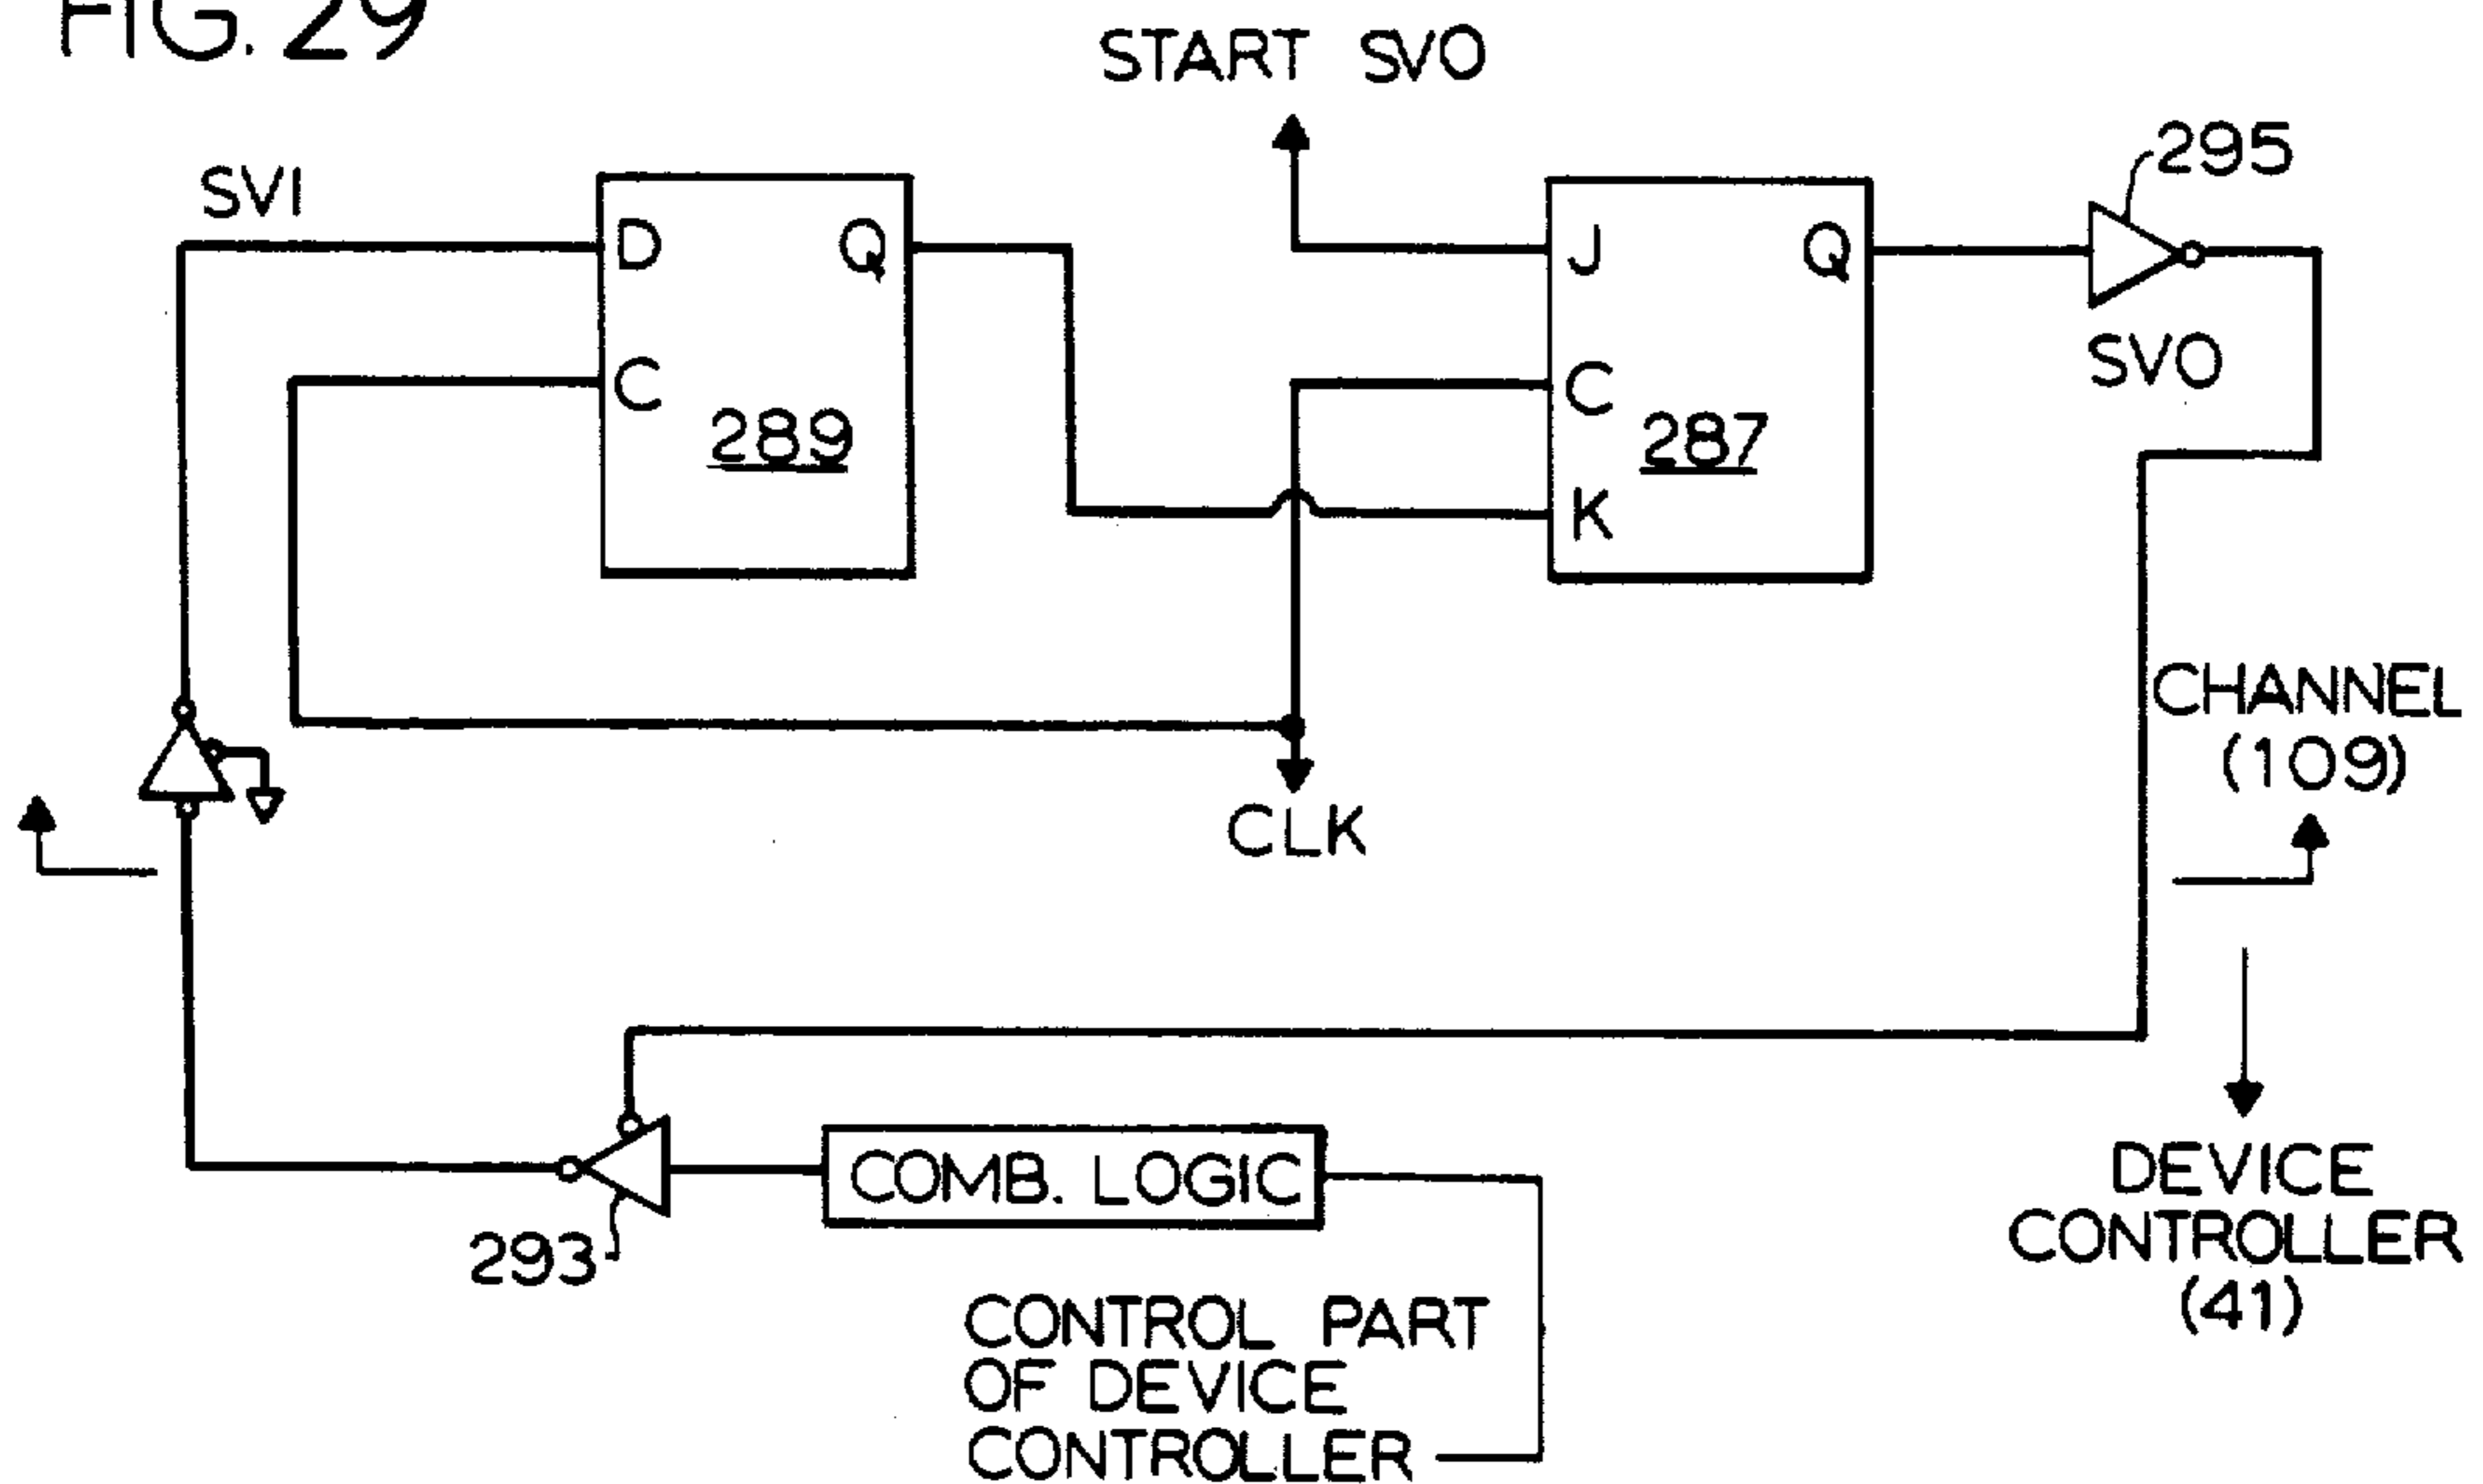 FIG. 29
START SVO
295
SVI
D
Q
J
Q
C
C
SVO
289
287
K
CHANNEL
(109)
CLK
COMB. LOGIC
DEVICE
CONTROLLER
(41)
293
CONTROL PART
OF DEVICE
CONTROLLER